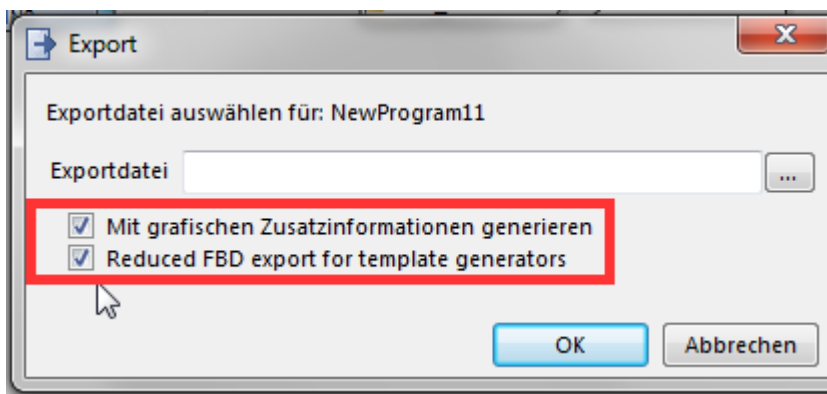 Export
Exportdatei auswählen für: NewProgram11
Exportdatei
...
Mit grafischen Zusatzinformationen generieren
Reduced FBD export for template generators
OK
Abbrechen